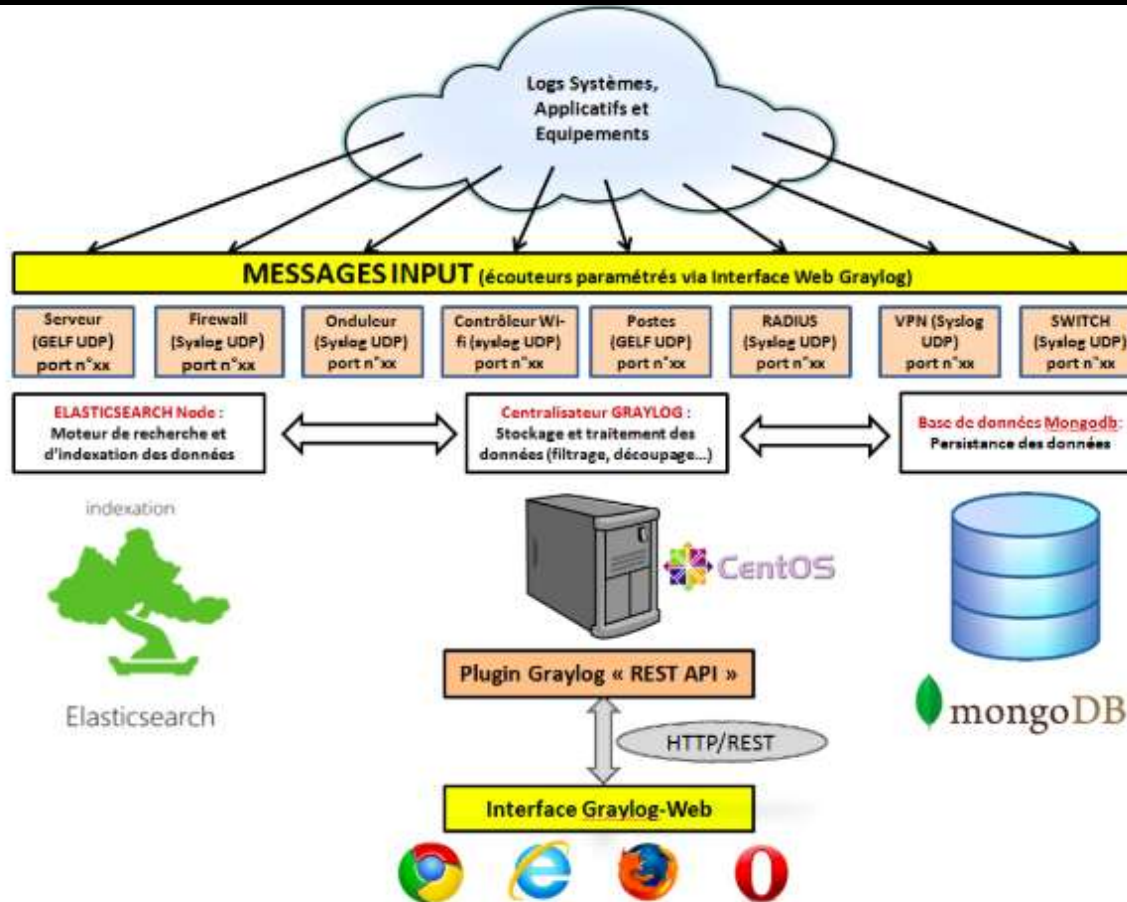 Logs Systèmes,
Applicatifs et
Equipements
MESSAGES INPUT (écouteurs paramétrés via Interface Web Graylog)
Serveur
(GELF UDP)
port n°xx
Firewall
(Syslog UDP)
port n°xx
Onduleur
(Syslog UDP)
port n°xx
Contrôleur Wi-
fi (syslog UDP)
port n°xx
Postes
(GELF UDP)
port n°xx
RADIUS
(Syslog UDP)
port n°xx
VPN (Syslog
UDP)
port n°xx
SWITCH
(Syslog UDP)
port n°xx
ELASTICSEARCH Node :
Moteur de recherche et
d'indexation des données
Centralisateur GRAYLOG :
Stockage et traitement des
données (filtrage, découpage...)
Base de données Mongodb:
Persistance des données
indexation
Elasticsearch
CentOS
mongoDB
Plugin Graylog « REST API »
HTTP/REST
Interface Graylog-Web